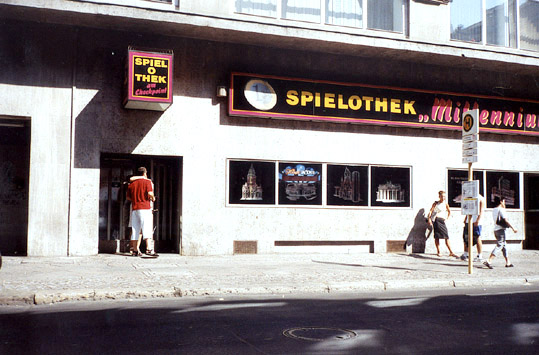 SPIEL
O
THEK
am
Checkpoint
SPIELOTHEK „Millennium
H